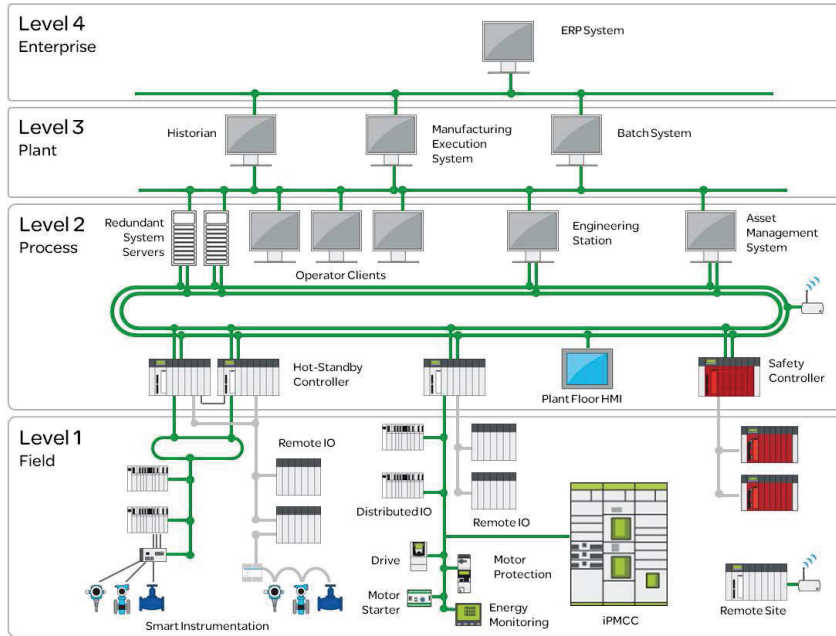 Level 4
Enterprise
ERP System
Level 3
Plant
Historian
Manufacturing
Execution
System
Batch System
Level 2
Process
Redundant
System
Servers
Operator Clients
Engineering
Station
Asset
Management
System
Hot-Standby
Controller
Plant Floor HMI
Safety
Controller
Level 1
Field
Remote IO
Distributed IO
Remote IO
Drive
Motor
Protection
Motor
Starter
Energy
Monitoring
iPMCC
Remote Site
Smart Instrumentation